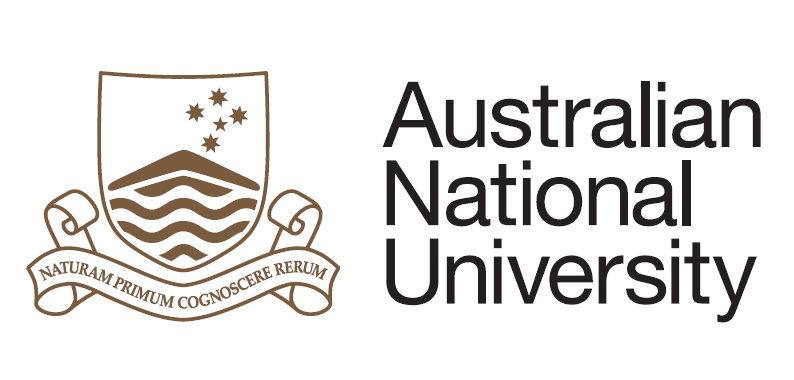 NATURAM PRIMUM COGNOSCERE RERUM
Australian
National
University